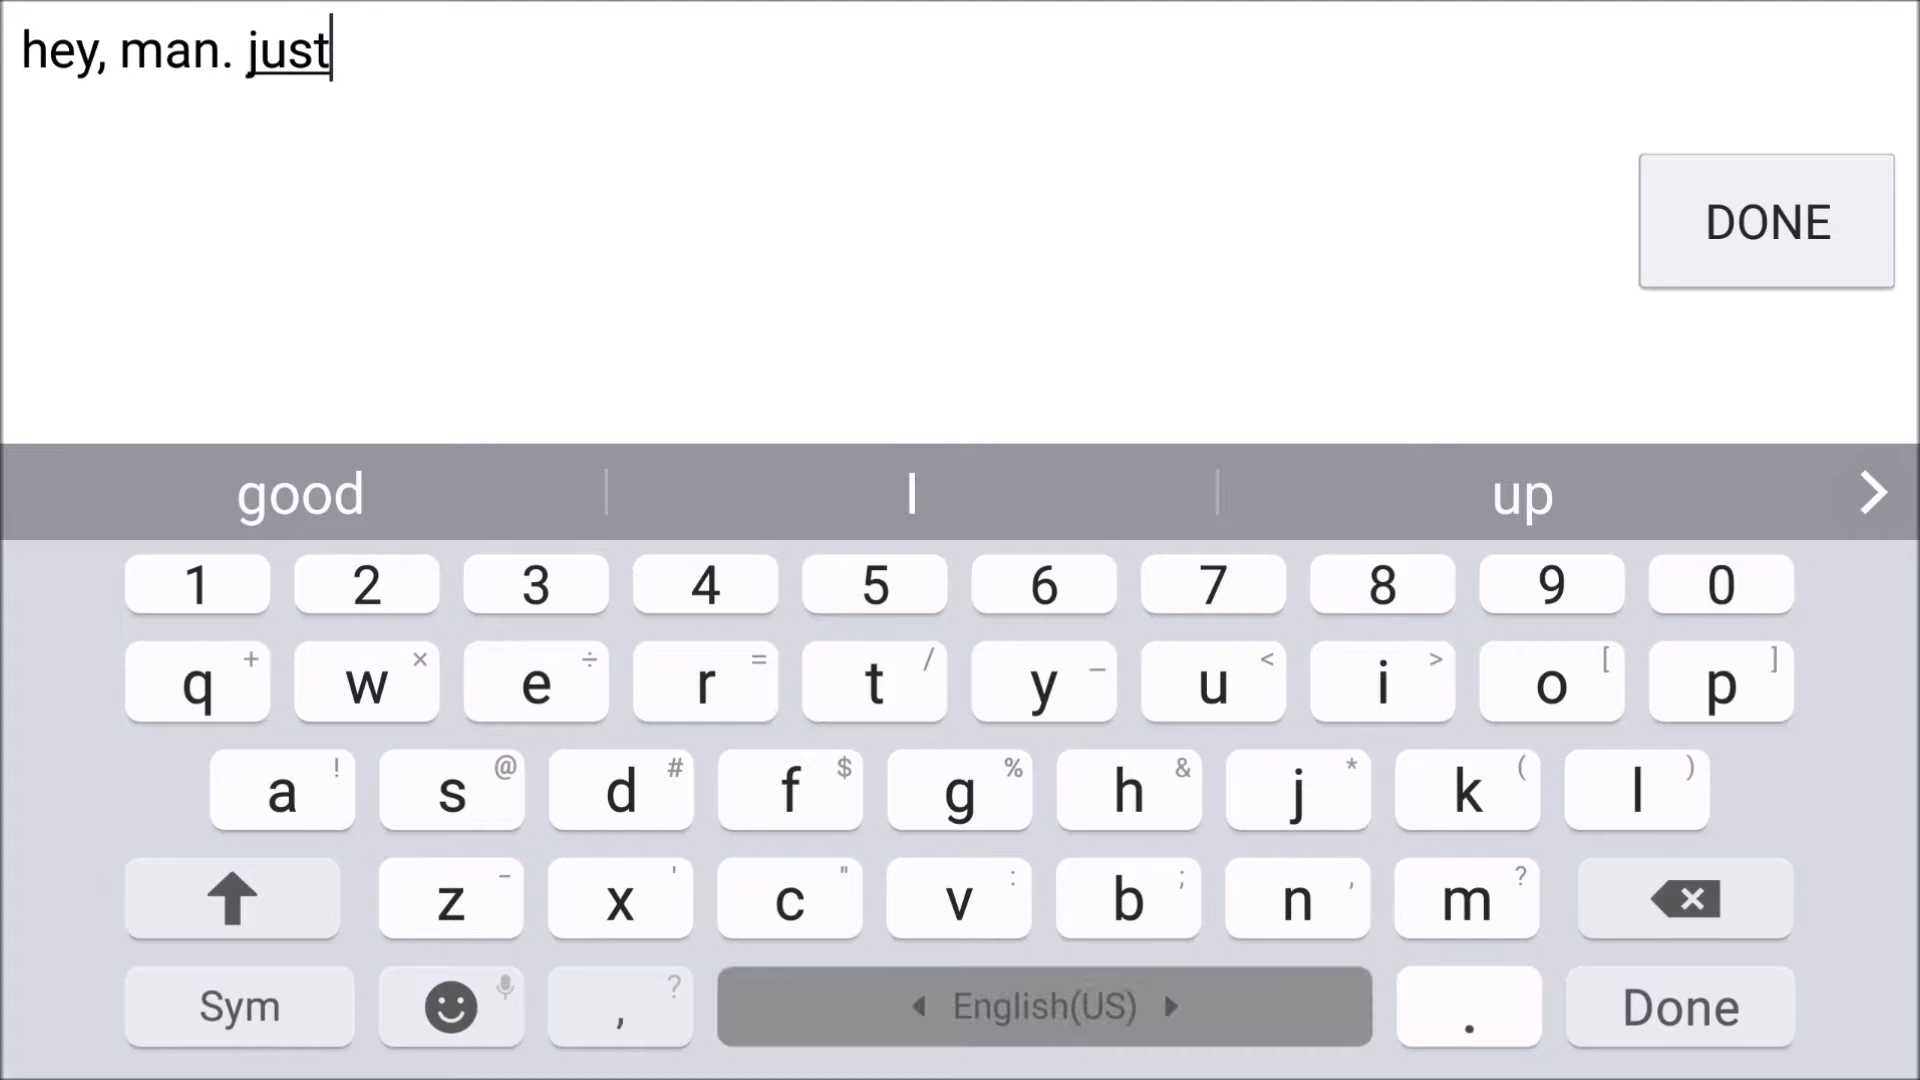 hey, man. just
DONE
good I up
1 2 3 4 5 6 7 8 9 0
q + w × e ÷ r = t / y _ u < i > o [ p ]
a ! s @ d # f $ g % h & j * k ( l )
z - x ' c " v : b ; n , m ?
Sym , ? English(US) . Done